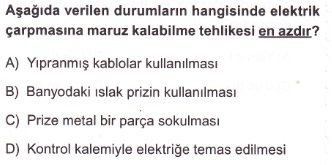 Aşağıda verilen durumların hangisinde elektrik
çarpmasına maruz kalabilme tehlikesi en azdır?
A) Yıpranmış kablolar kullanılması
B) Banyodaki ıslak prizin kullanılması
C) Prize metal bir parça sokulması
D) Kontrol kalemiyle elektriğe temas edilmesi